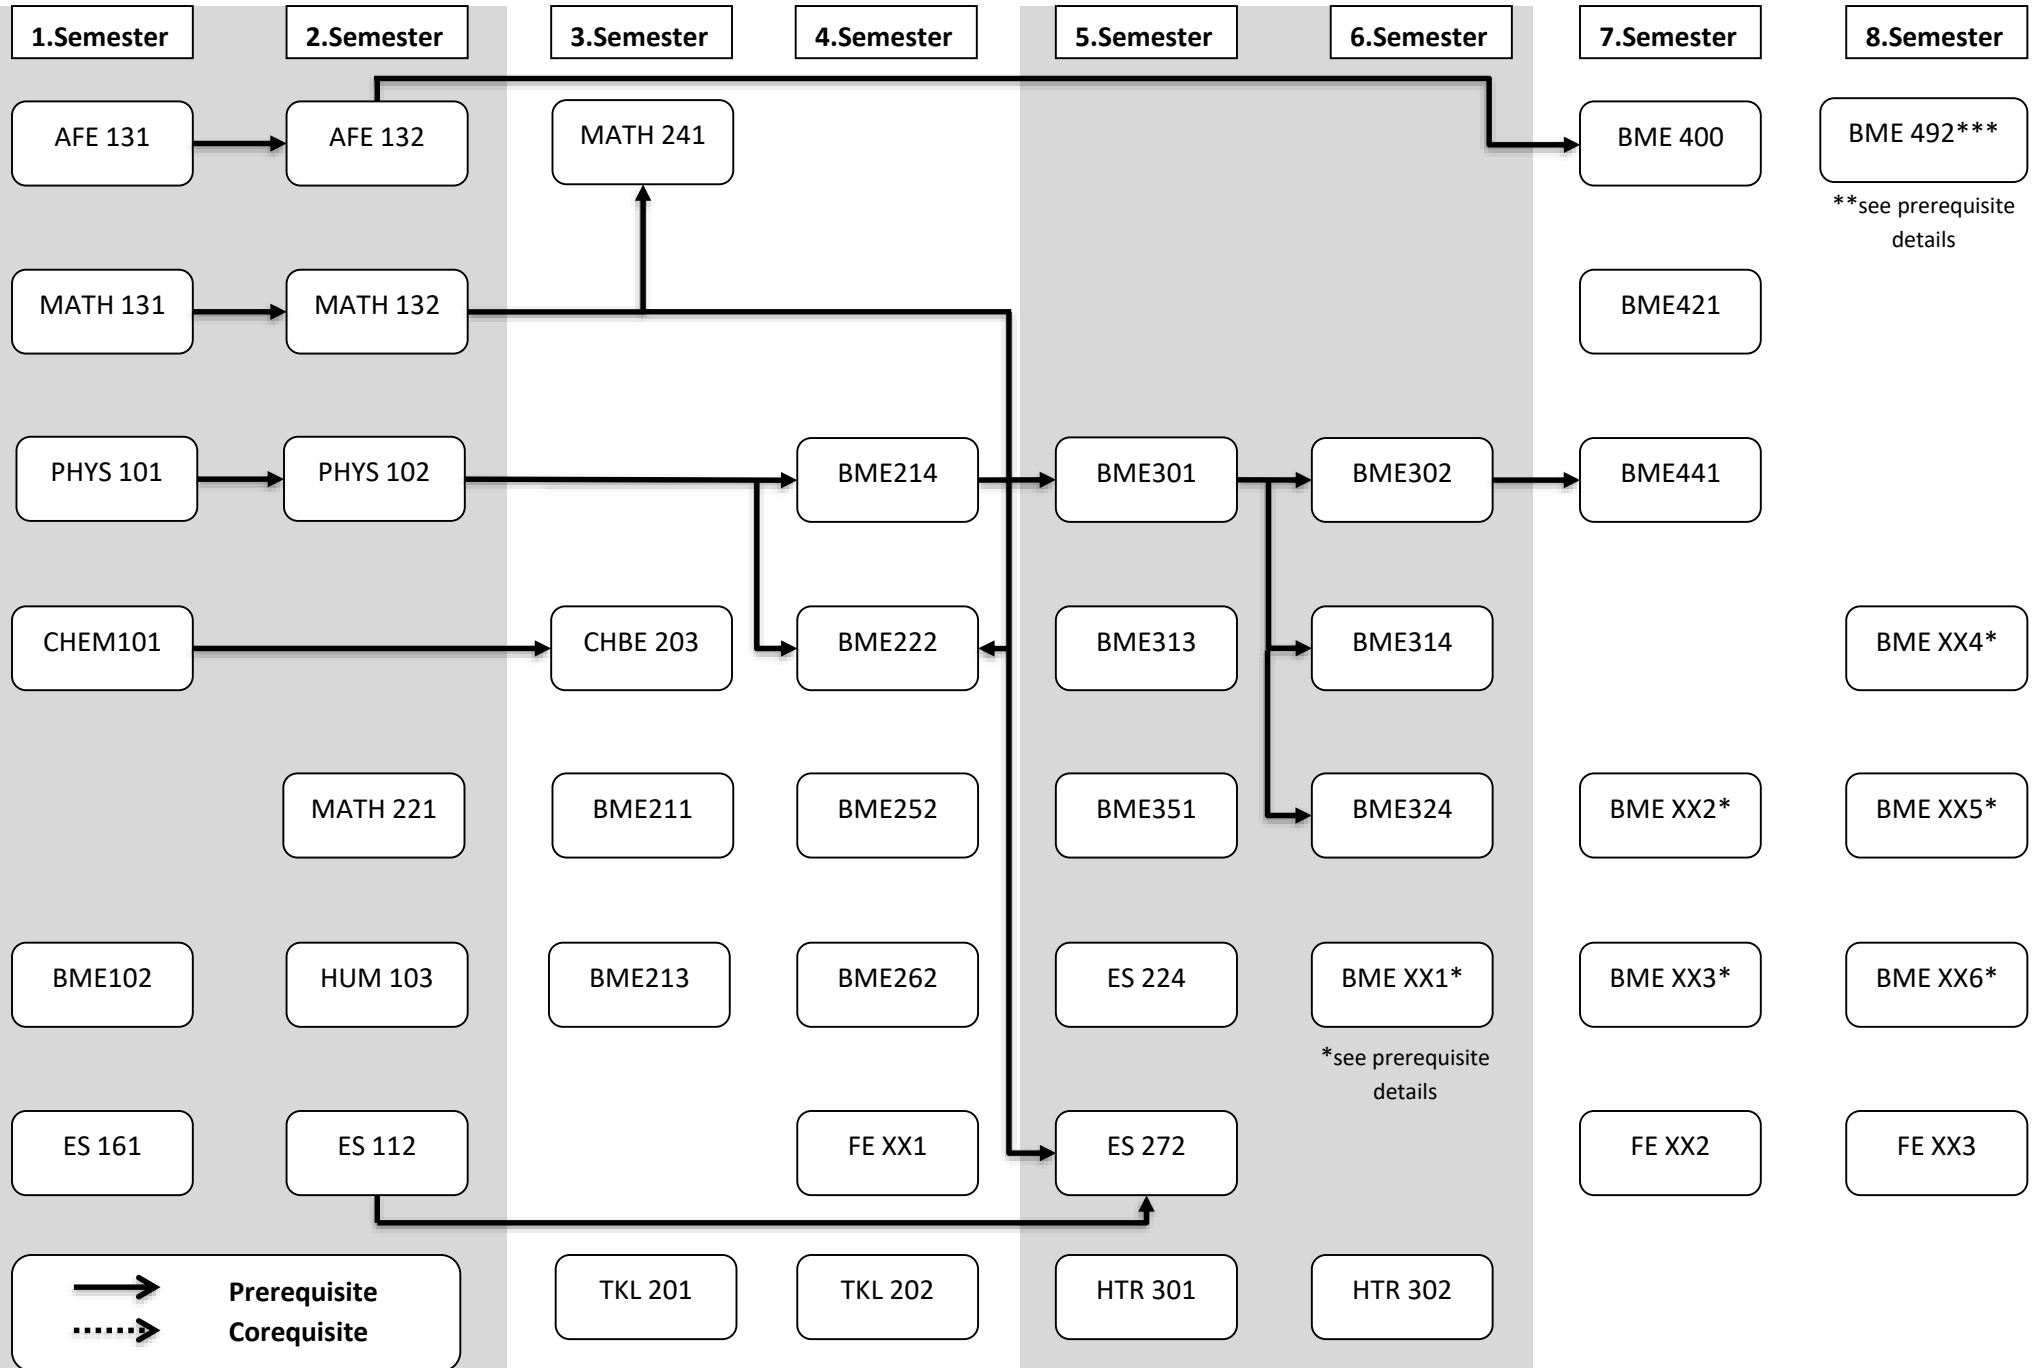 1.Semester
2.Semester
3.Semester
4.Semester
5.Semester
6.Semester
7.Semester
8.Semester
AFE 131
AFE 132
MATH 241
BME 400
BME 492***
**see prerequisite
details
MATH 131
MATH 132
BME421
PHYS 101
PHYS 102
BME214
BME301
BME302
BME441
CHEM101
CHBE 203
BME222
BME313
BME314
BME XX4*
MATH 221
BME211
BME252
BME351
BME324
BME XX2*
BME XX5*
BME102
HUM 103
BME213
BME262
ES 224
BME XX1*
BME XX3*
BME XX6*
*see prerequisite
details
ES 161
ES 112
FE XX1
ES 272
FE XX2
FE XX3
Prerequisite
Corequisite
TKL 201
TKL 202
HTR 301
HTR 302